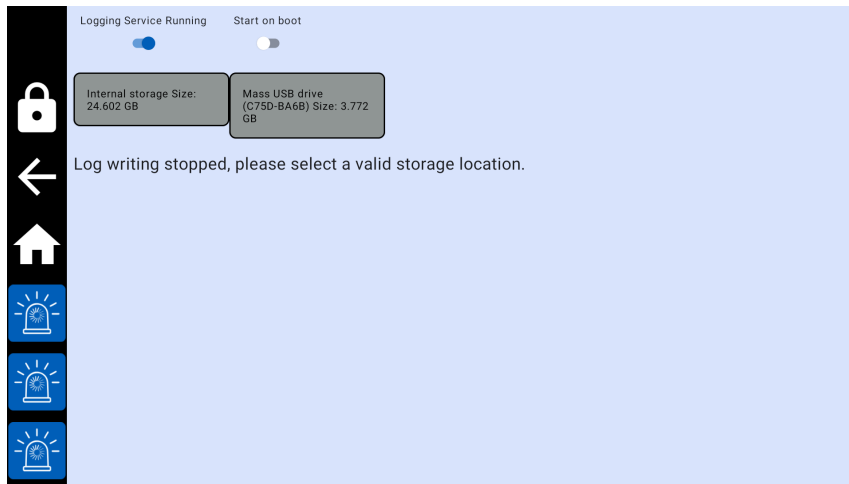 Logging Service Running
Start on boot
Internal storage Size:
24.602 GB
Mass USB drive
(C75D-BA6B) Size: 3.772
GB
Log writing stopped, please select a valid storage location.